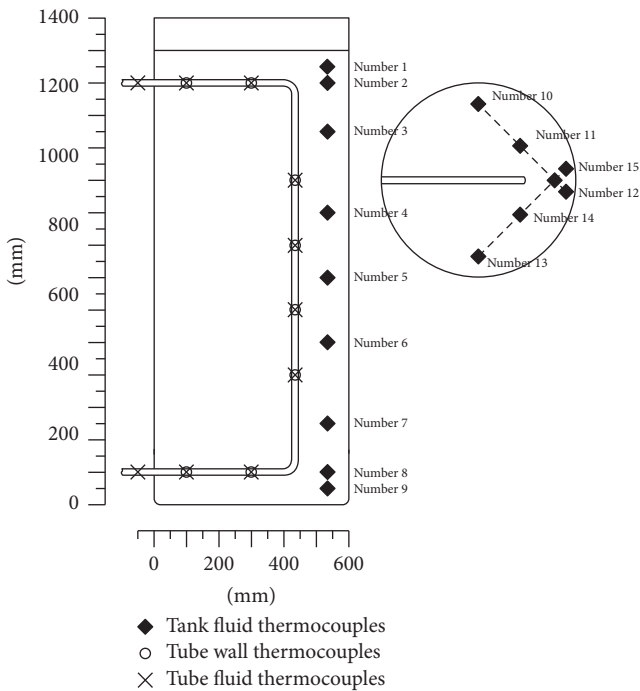 1400
1200
1000
800
600
400
200
0
(mm)
Number 1
Number 2
Number 3
Number 4
Number 5
Number 6
Number 7
Number 8
Number 9
Number 10
Number 11
Number 15
Number 12
Number 14
Number 13
0 200 400 600
(mm)
Tank fluid thermocouples
Tube wall thermocouples
Tube fluid thermocouples